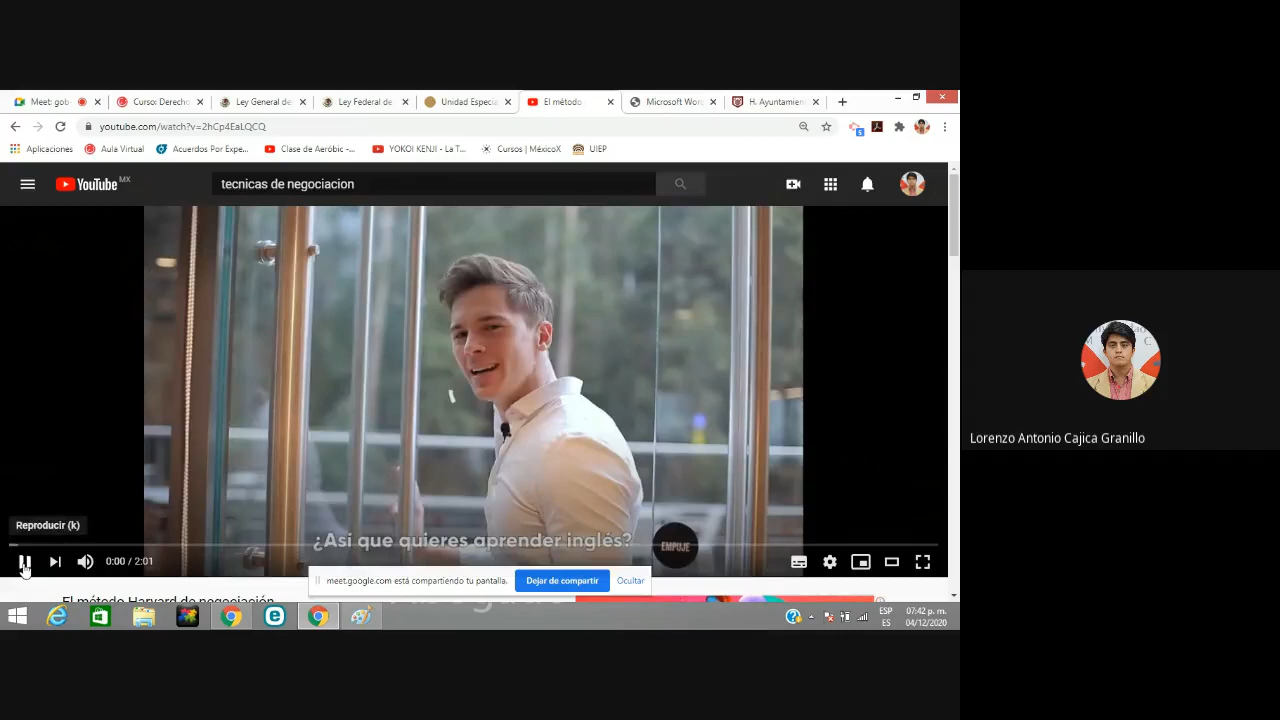 Meet: gob
Curso: Derecho
Ley General de
Ley Federal de
Unidad Especia
El método
Microsoft Word
H. Ayuntamien
youtube.com/watch?v=2hCp4EaLQCQ
5
Aplicaciones
Aula Virtual
Acuerdos Por Expe...
Clase de Aeróbic -...
YOKOI KENJI - La T...
Cursos | MéxicoX
UIEP
YouTube MX
tecnicas de negociacion
¿Así que quieres aprender inglés?
EMPUJE
Reproducir (k)
0:00 / 2:01
meet.google.com está compartiendo tu pantalla.
Dejar de compartir
Ocultar
El método Harvard de negociación
ESP
ES
07:42 p. m.
04/12/2020
Lorenzo Antonio Cajica Granillo